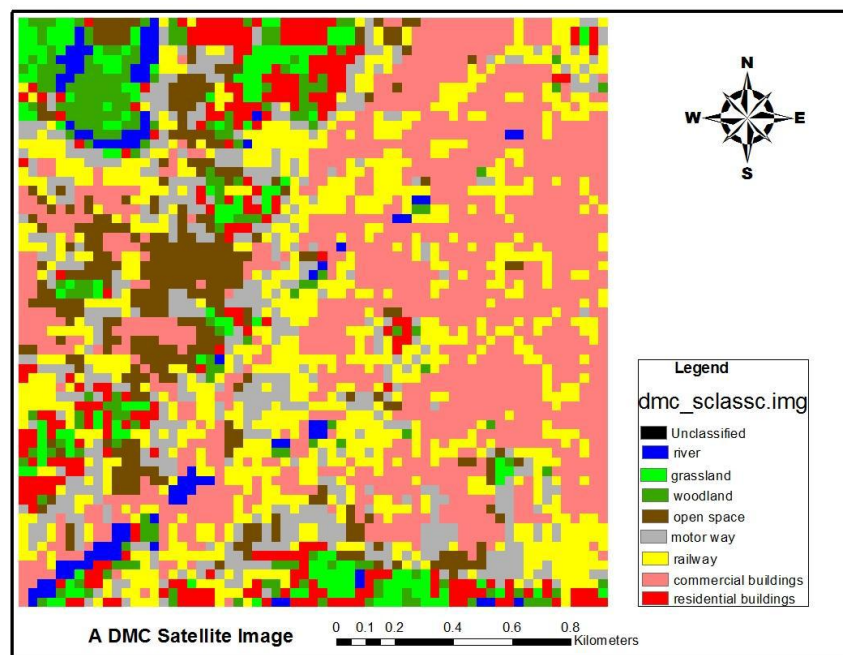 N
W E
S
Legend
dmc_sclassc.img
Unclassified
river
grassland
woodland
open space
motor way
railway
commercial buildings
residential buildings
A DMC Satellite Image
0 0.1 0.2 0.4 0.6 0.8
Kilometers